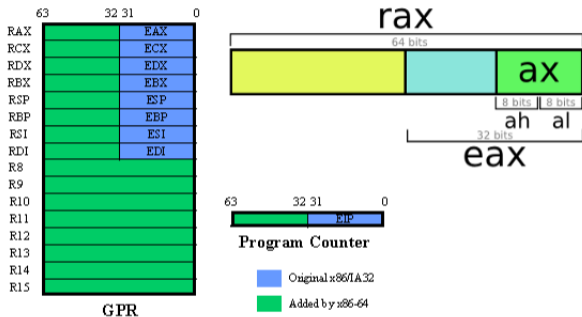 63 32 31 0
RAX EAX
RCX ECX
RDX EDX
RBX EBX
RSP ESP
RBP EBP
RSI ESI
RDI EDI
R8
R9
R10
R11
R12
R13
R14
R15
GPR
rax
64 bits
ax
8 bits 8 bits
ah al
32 bits
eax
63 32 31 0
EIP
Program Counter
Original x86/IA32
Added by x86-64